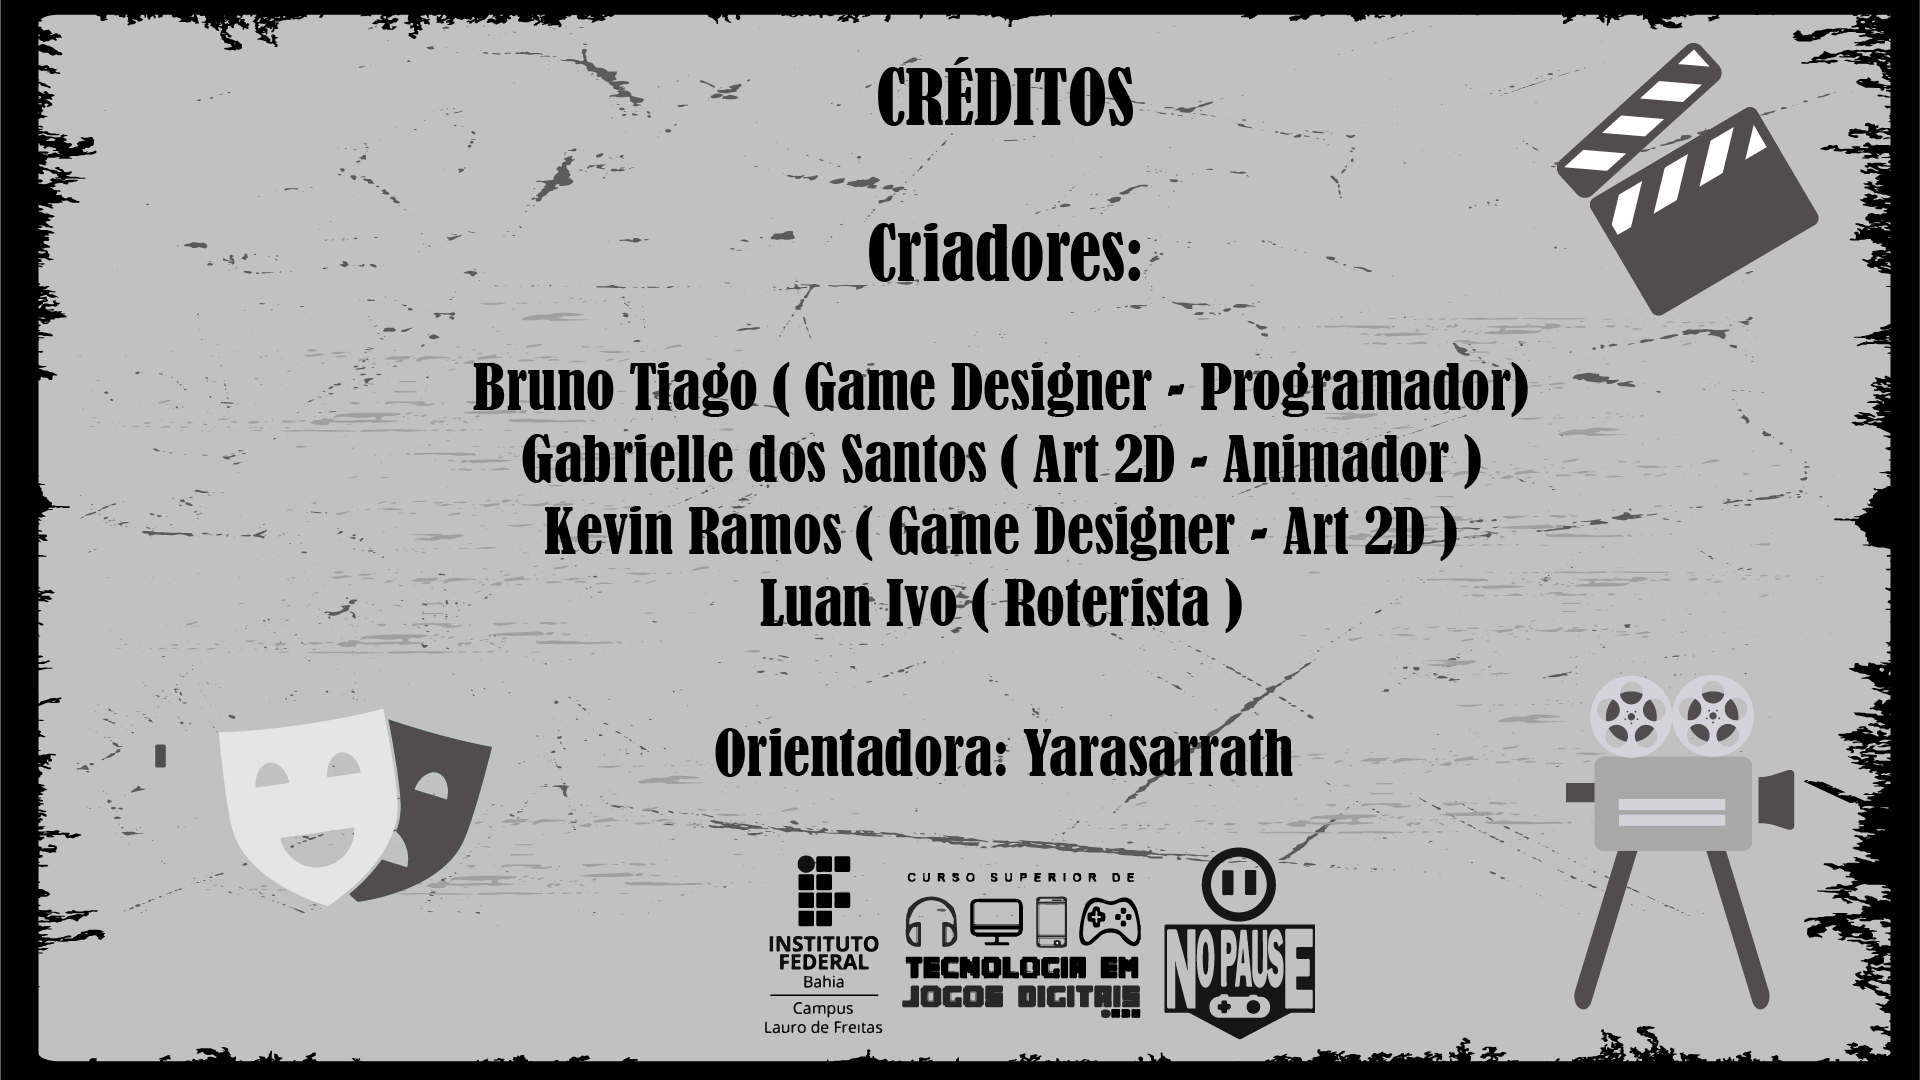 CRÉDITOS
Criadores:
Bruno Tiago ( Game Designer - Programador)
Gabrielle dos Santos ( Art 2D - Animador )
Kevin Ramos ( Game Designer - Art 2D )
Luan Ivo ( Roterista )
Orientadora: Yarasarrath
INSTITUTO
FEDERAL
Bahia
Campus
Lauro de Freitas
CURSO SUPERIOR DE
TECNOLOGIA EM
JOGOS DIGITAIS
NO PAUSE